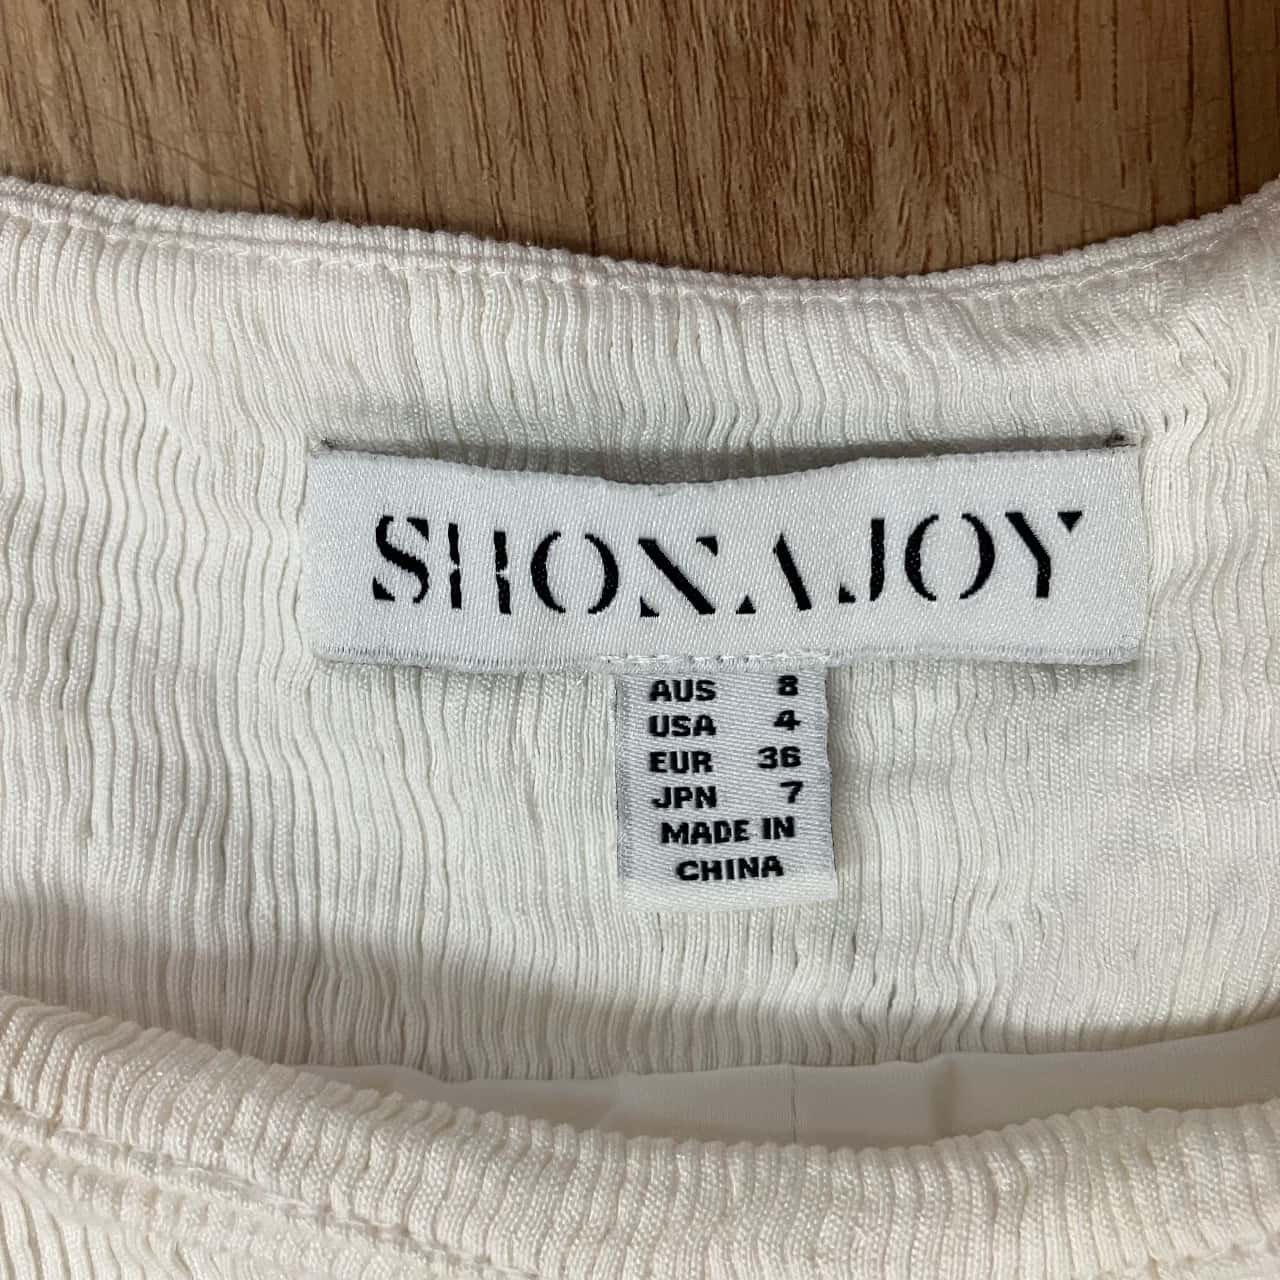 SHONA JOY
AUS 8
USA 4
EUR 36
JPN 7
MADE IN
CHINA